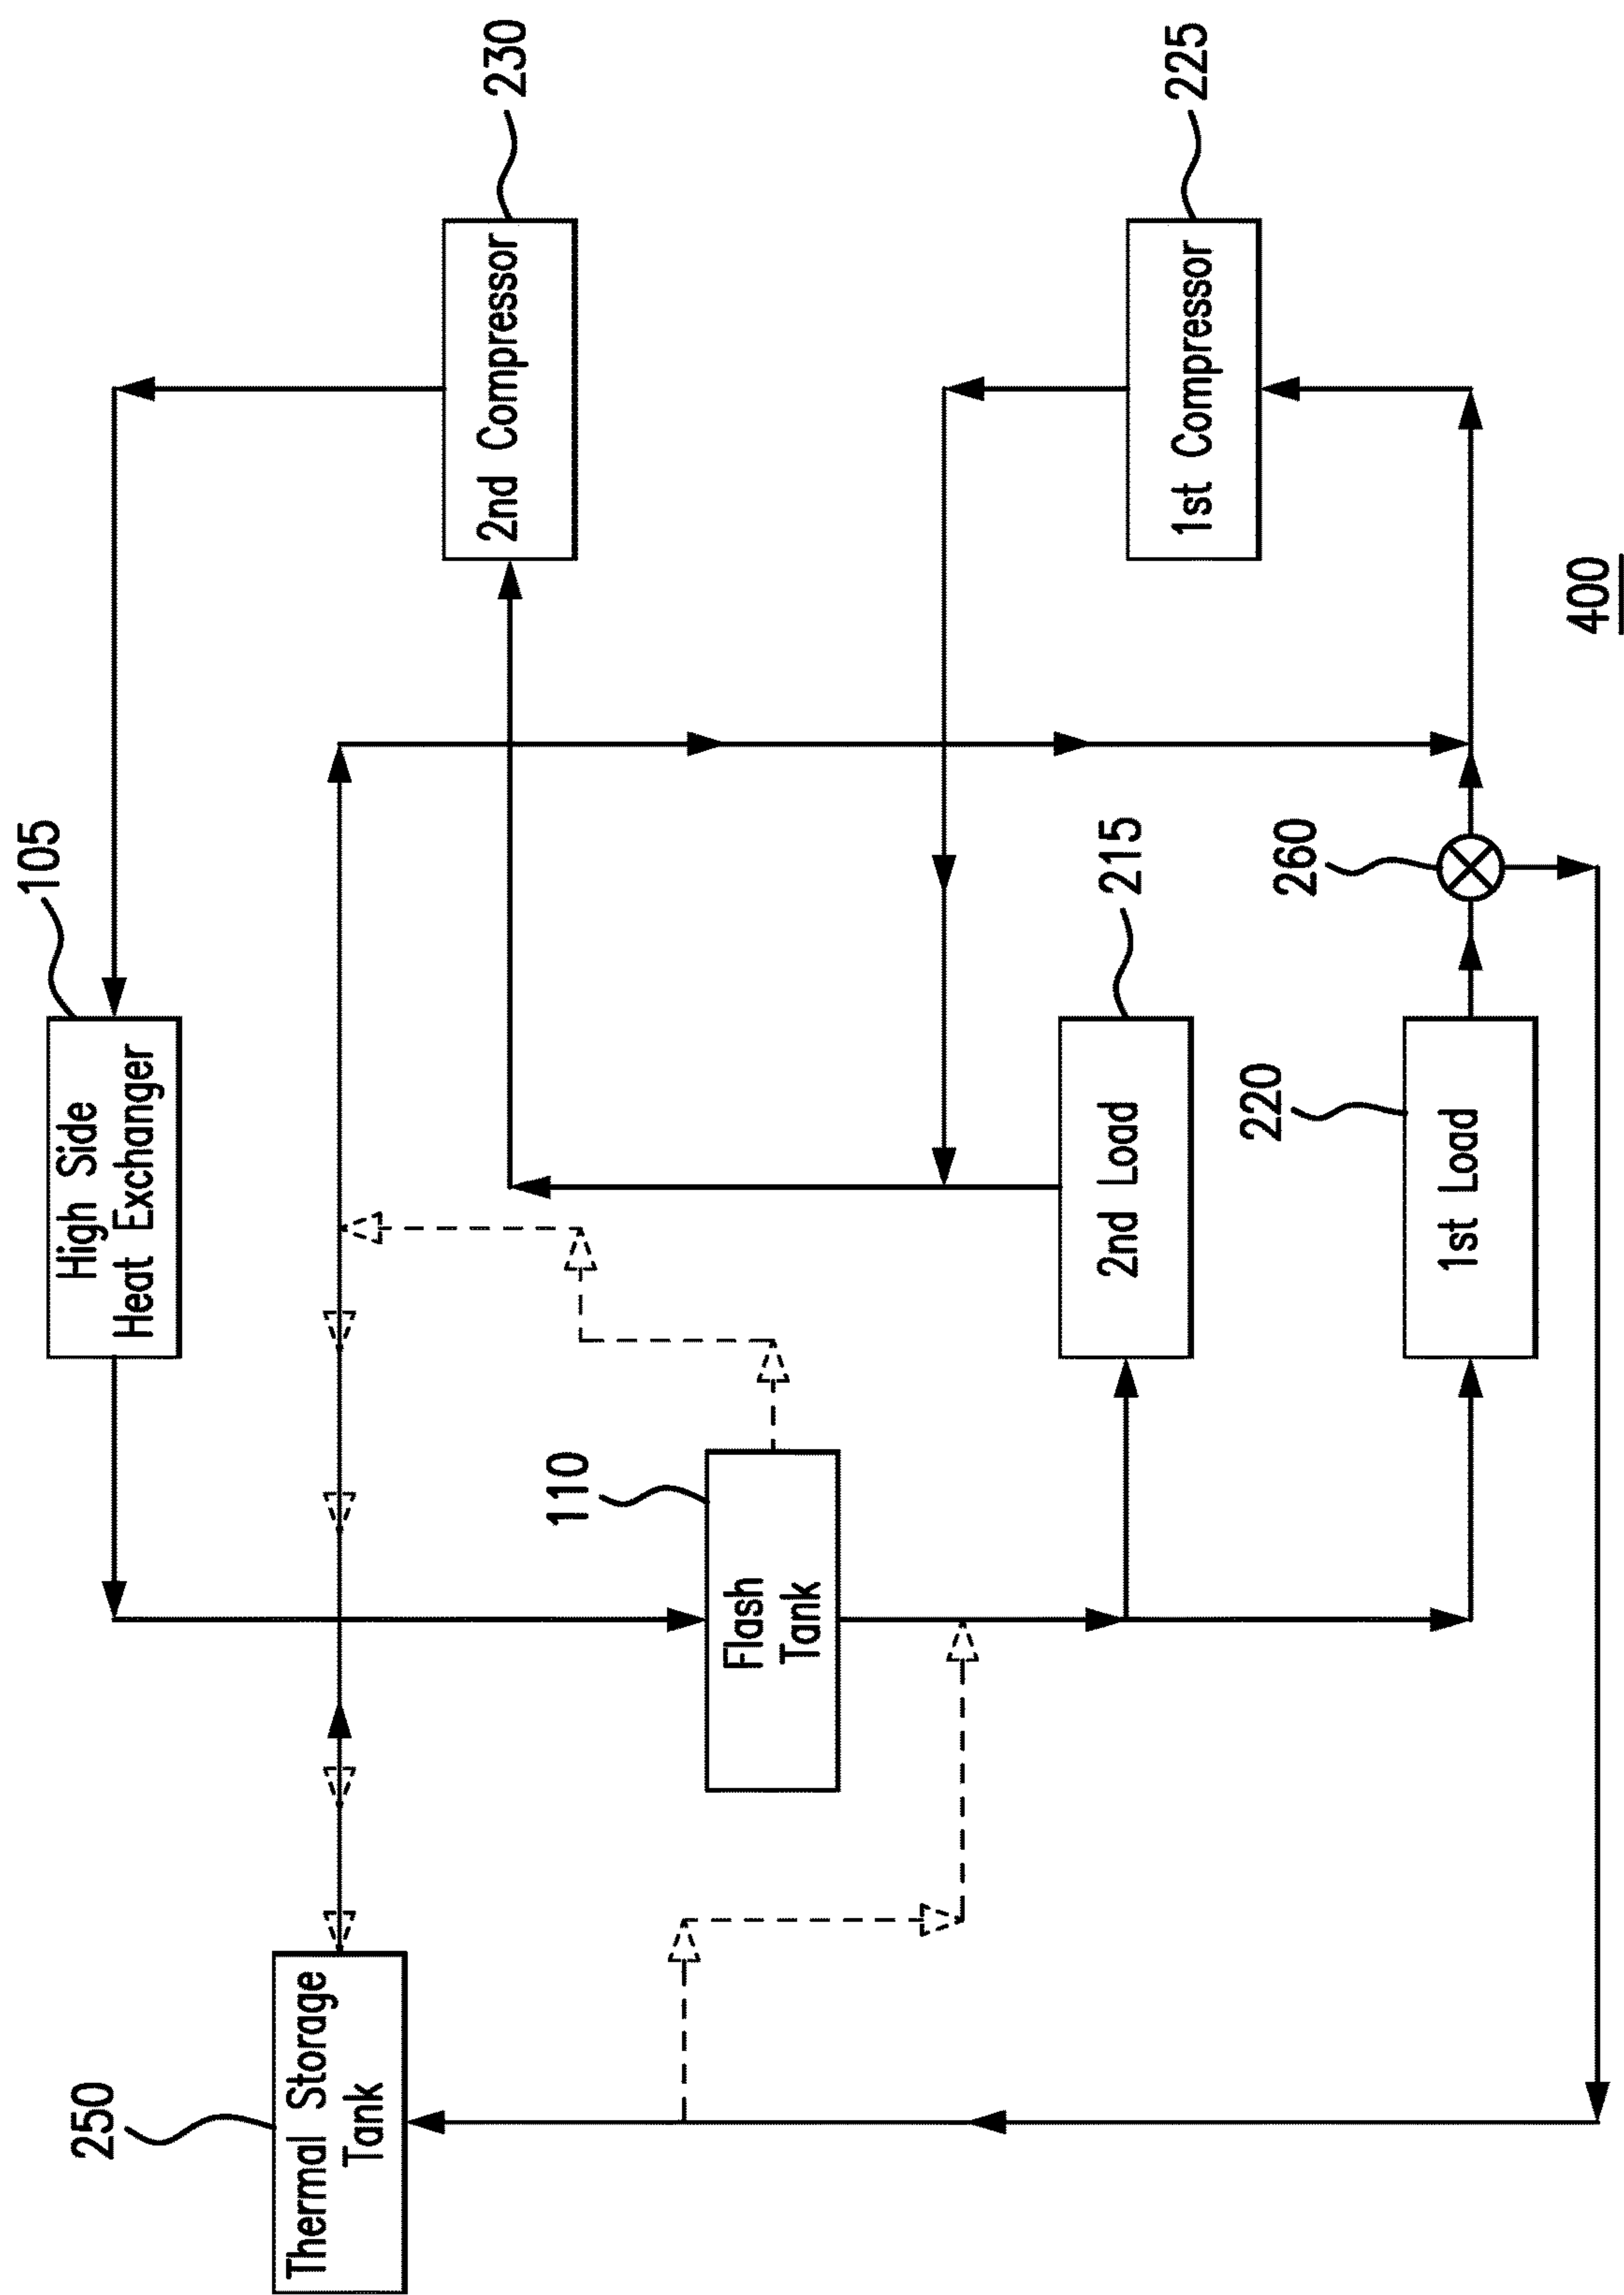 105
High Side
Heat Exchanger
250
Thermal Storage
Tank
230
2nd Compressor
110
Flash
Tank
215
2nd Load
225
1st Compressor
220
260
1st Load
400